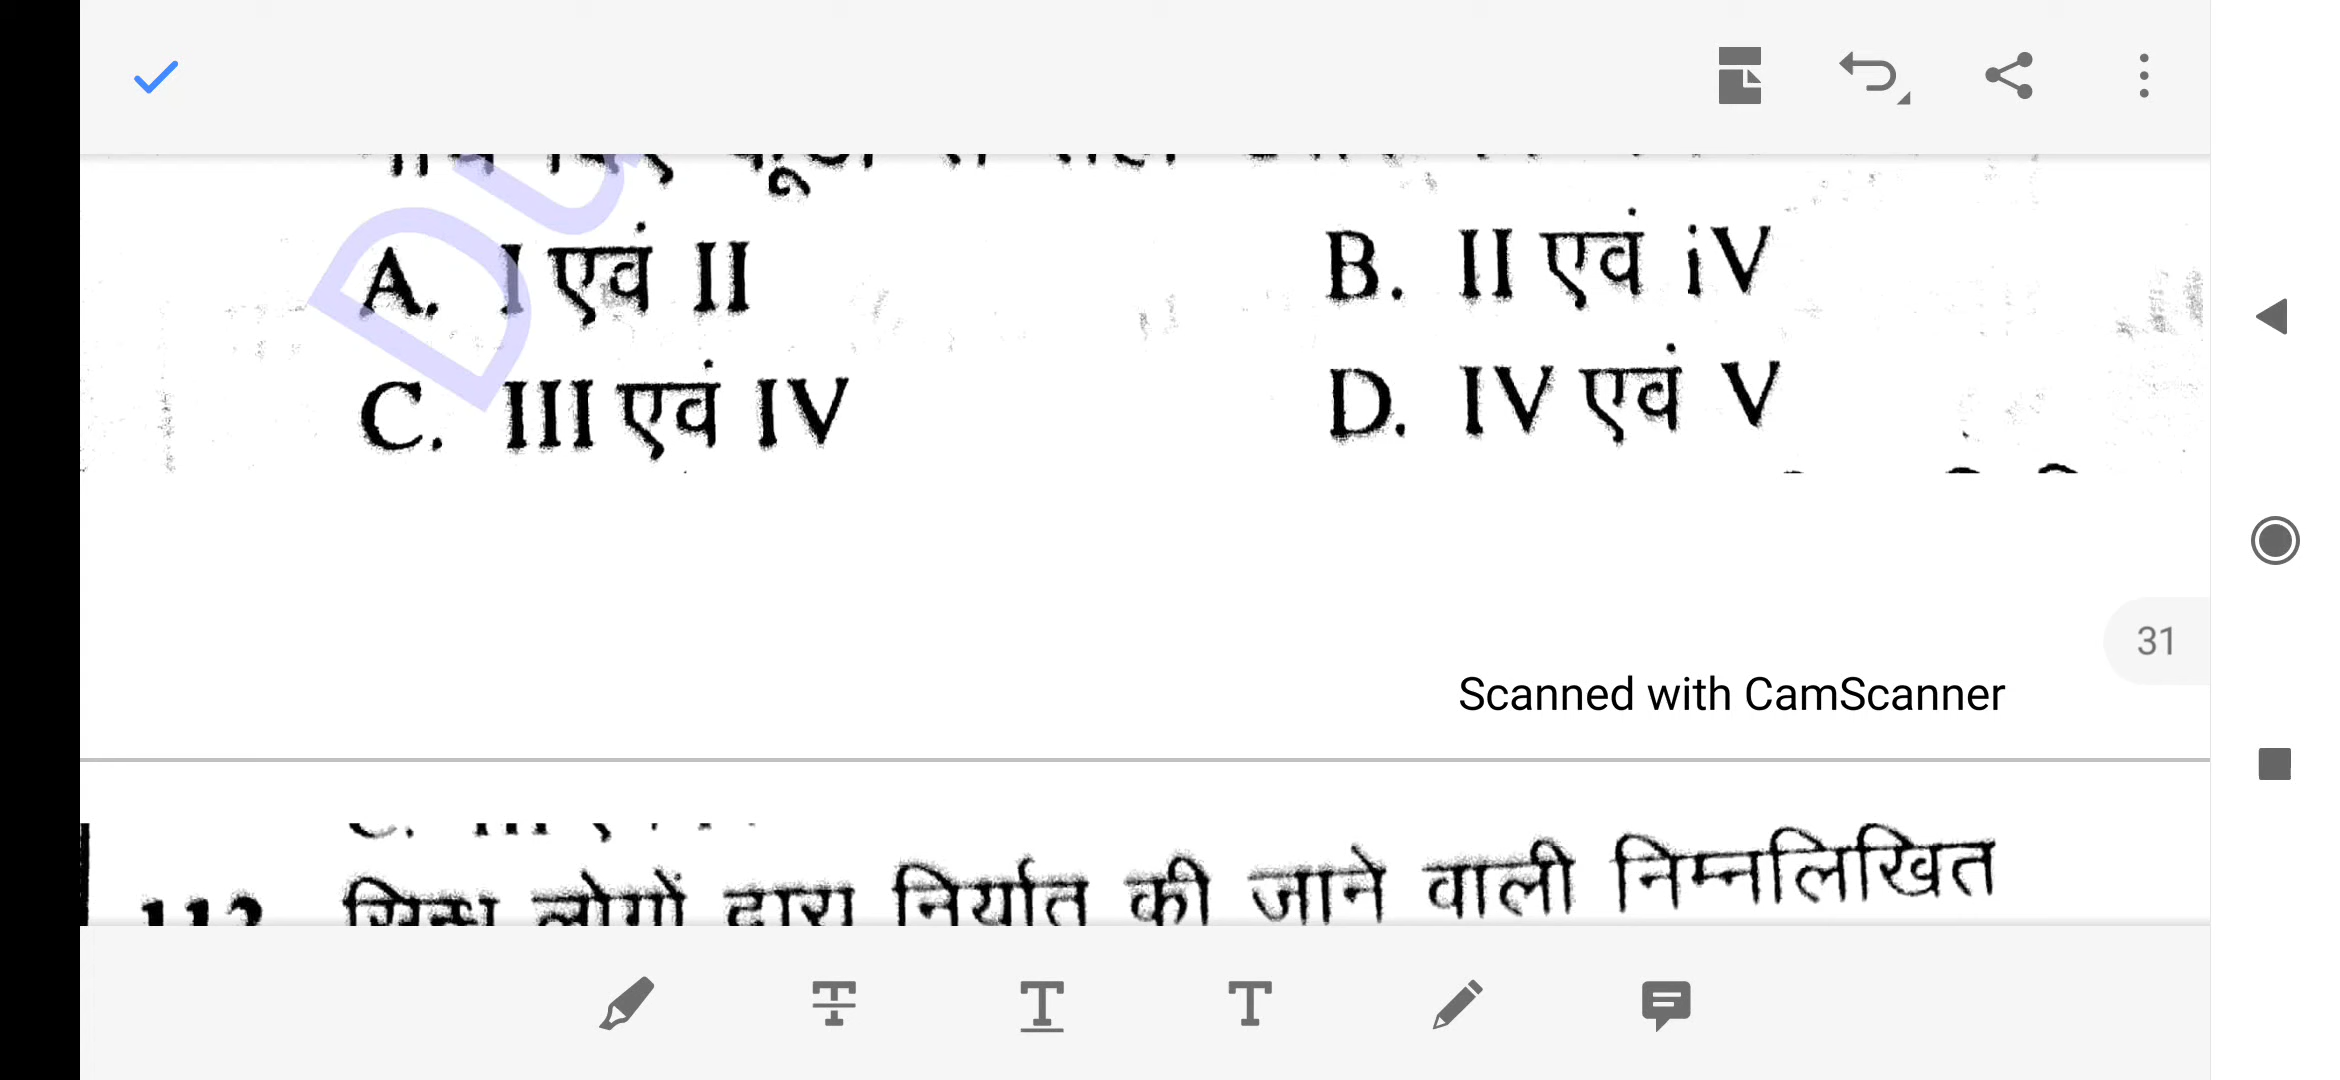 A. I एवं II
B. II एवं iV
C. III एवं IV
D. IV एवं V
31
Scanned with CamScanner
लोगों द्वारा निर्यात की जाने वाली निम्नलिखित